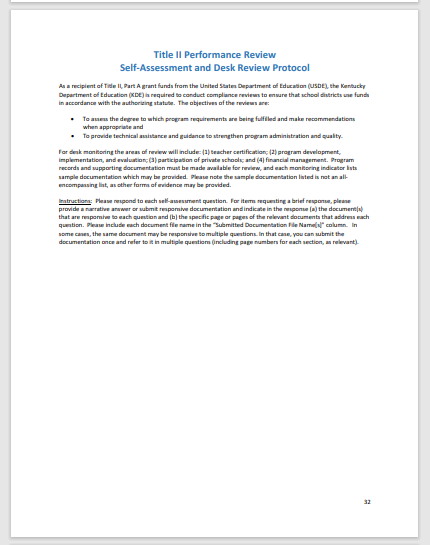 Title II Performance Review
Self-Assessment and Desk Review Protocol
As a recipient of Title II, Part A grant funds from the United States Department of Education (USDE), the Kentucky
Department of Education (KDE) is required to conduct compliance reviews to ensure that school districts use funds
in accordance with the authorizing statute. The objectives of the reviews are:
• To assess the degree to which program requirements are being fulfilled and make recommendations
when appropriate and
• To provide technical assistance and guidance to strengthen program administration and quality.
For desk monitoring the areas of review will include: (1) teacher certification; (2) program development,
implementation, and evaluation; (3) participation of private schools; and (4) financial management. Program
records and supporting documentation must be made available for review, and each monitoring indicator lists
sample documentation which may be provided. Please note the sample documentation listed is not an all-
encompassing list, as other forms of evidence may be provided.
Instructions: Please respond to each self-assessment question. For items requesting a brief response, please
provide a narrative answer or submit responsive documentation and indicate in the response (a) the document(s)
that are responsive to each question and (b) the specific page or pages of the relevant documents that address each
question. Please include each document file name in the "Submitted Documentation File Name(s)" column. In
some cases, the same document may be responsive to multiple questions. In that case, you can submit the
documentation once and refer to it in multiple questions (including page numbers for each section, as relevant).
32